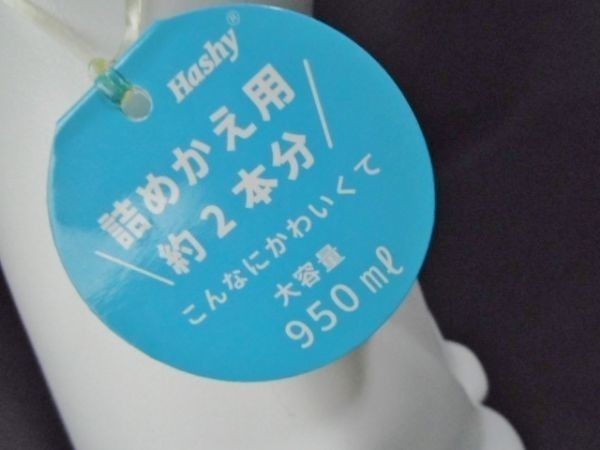 Hashy®
詰めかえ用
約2本分
こんなにかわいくて
大容量
950ml